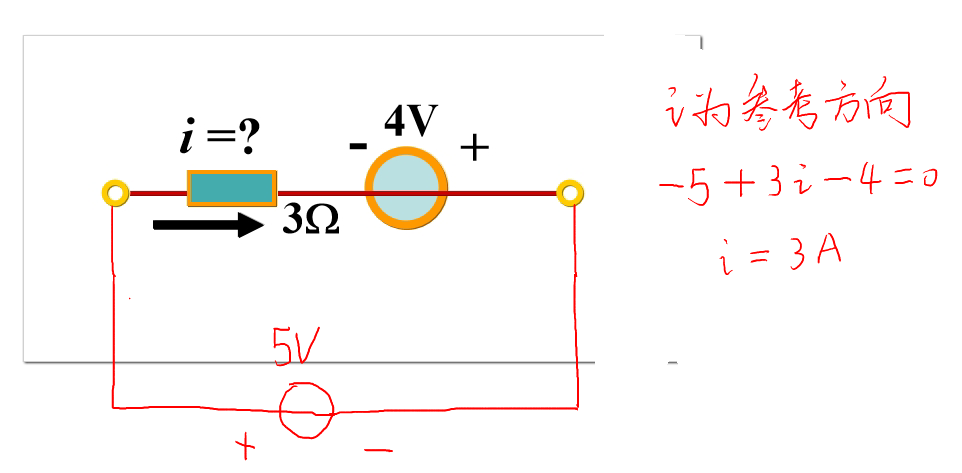 i =?
- 4V +
3Ω
5V
+ -
i为参考方向
-5+3i-4=0
i=3A